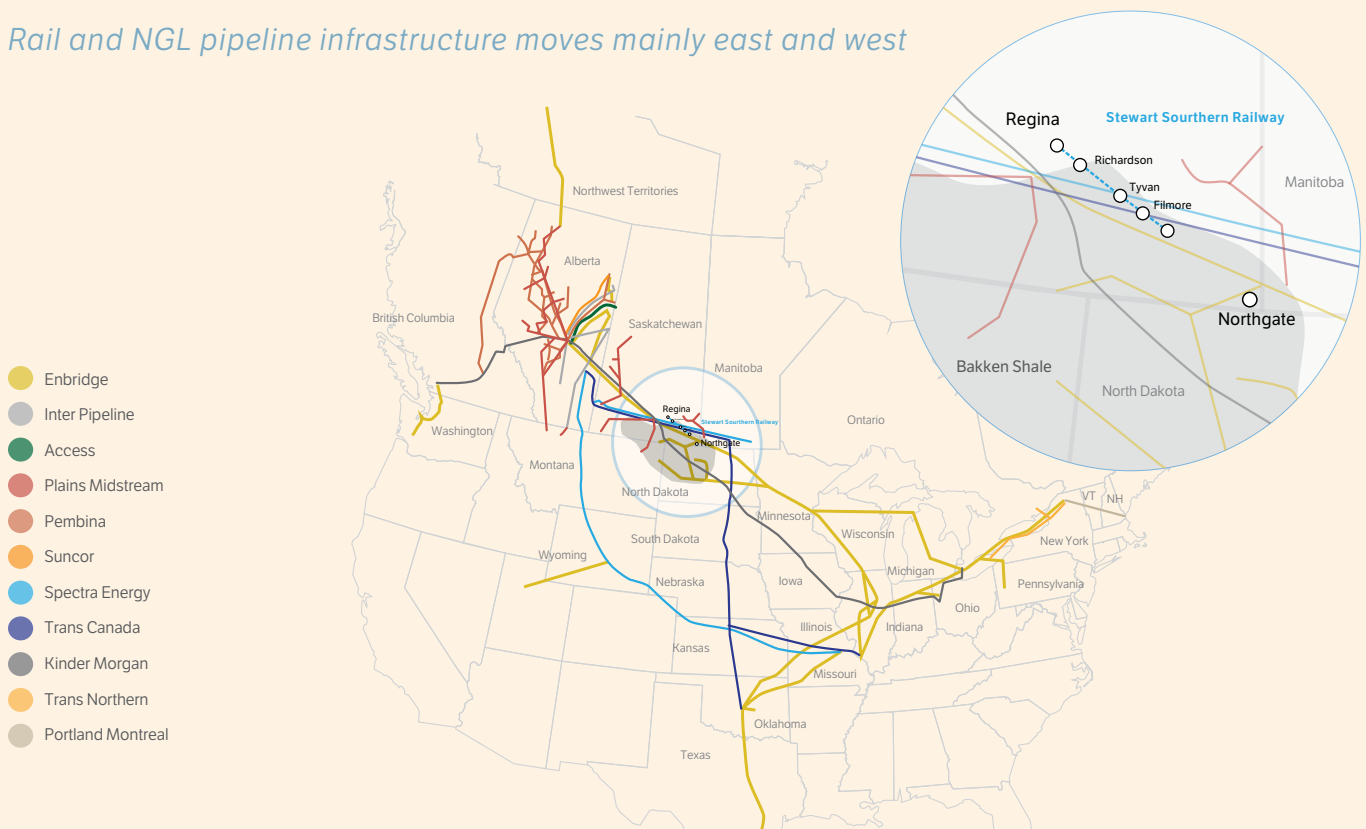 Rail and NGL pipeline infrastructure moves mainly east and west
Regina
Stewart Sourthern Railway
Richardson
Tyvan
Filmore
Manitoba
Northgate
Bakken Shale
North Dakota
Northwest Territories
Alberta
British Columbia
Saskatchewan
Manitoba
Ontario
Regina
Stewart Sourthern Railway
Northgate
Washington
Montana
North Dakota
Minnesota
VT
NH
Wisconsin
New York
South Dakota
Wyoming
Michigan
Nebraska
Iowa
Pennsylvania
Ohio
Illinois
Indiana
Kansas
Missouri
Oklahoma
Texas
Enbridge
Inter Pipeline
Access
Plains Midstream
Pembina
Suncor
Spectra Energy
Trans Canada
Kinder Morgan
Trans Northern
Portland Montreal